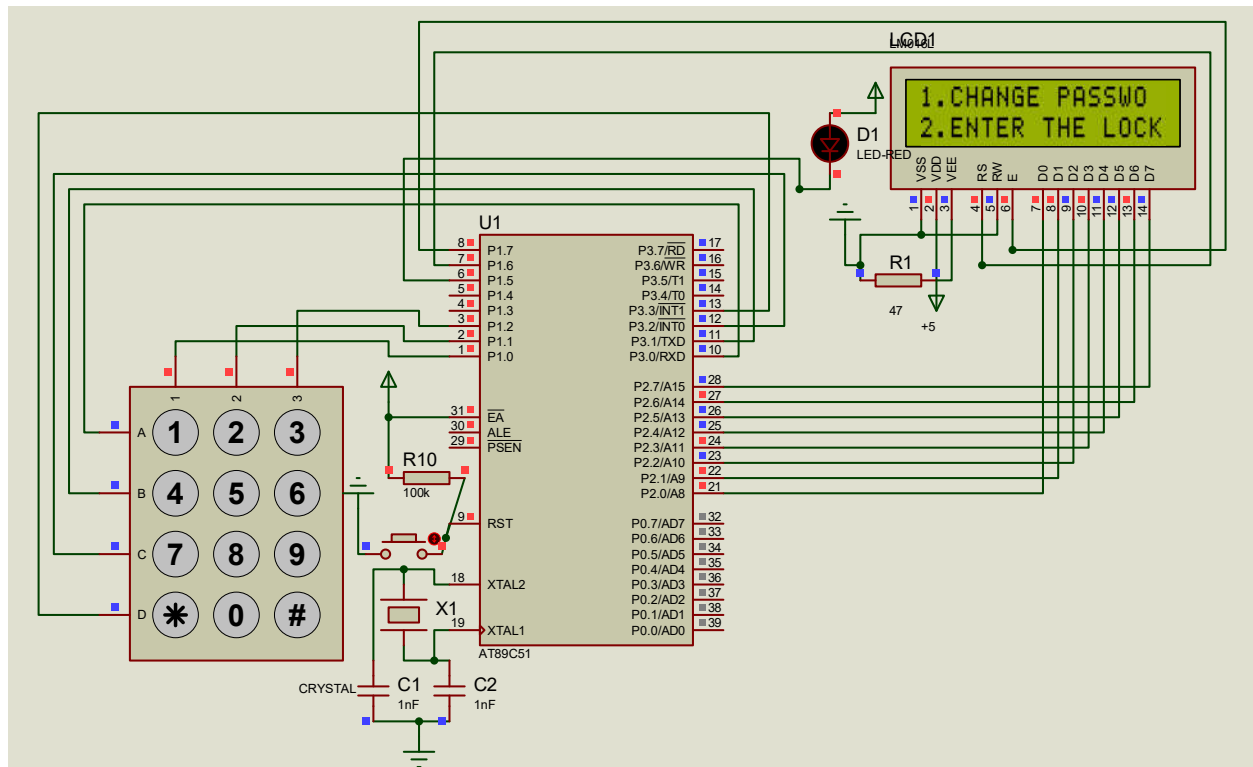 LCD1
LM016L
1.CHANGE PASSWO
2.ENTER THE LOCK
D1
LED-RED
VSS
VDD
VEE
RS
RW
E
D0
D1
D2
D3
D4
D5
D6
D7
1
2
3
4
5
6
7
8
9
10
11
12
13
14
R1
47
+5
U1
8 P1.7
7 P1.6
6 P1.5
5 P1.4
4 P1.3
3 P1.2
2 P1.1
1 P1.0
31 EA
30 ALE
29 PSEN
9 RST
18 XTAL2
19 XTAL1
P3.7/RD 17
P3.6/WR 16
P3.5/T1 15
P3.4/T0 14
P3.3/INT1 13
P3.2/INT0 12
P3.1/TXD 11
P3.0/RXD 10
P2.7/A15 28
P2.6/A14 27
P2.5/A13 26
P2.4/A12 25
P2.3/A11 24
P2.2/A10 23
P2.1/A9 22
P2.0/A8 21
P0.7/AD7 32
P0.6/AD6 33
P0.5/AD5 34
P0.4/AD4 35
P0.3/AD3 36
P0.2/AD2 37
P0.1/AD1 38
P0.0/AD0 39
AT89C51
1 2 3
A 1 2 3
B 4 5 6
C 7 8 9
D * 0 #
R10
100k
X1
CRYSTAL
C1
1nF
C2
1nF